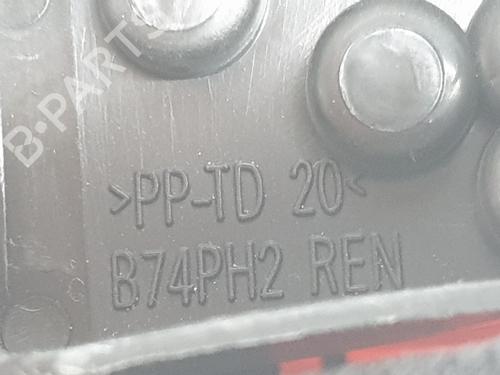 B-PARTS
>PP-TD 20<
B74PH2 REN